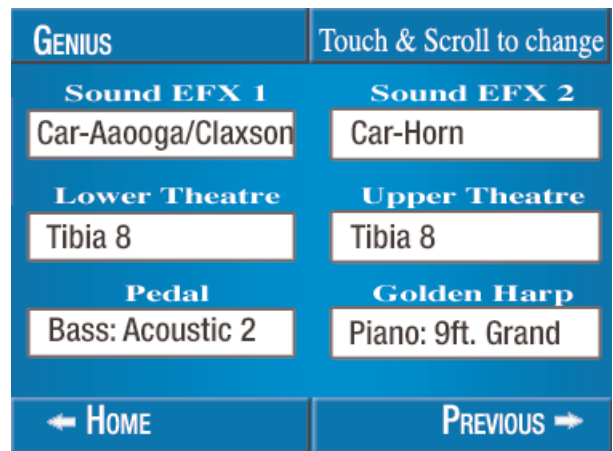 GENIUS
Touch & Scroll to change
Sound EFX 1
Sound EFX 2
Car-Aaooga/Claxson
Car-Horn
Lower Theatre
Upper Theatre
Tibia 8
Tibia 8
Pedal
Golden Harp
Bass: Acoustic 2
Piano: 9ft. Grand
HOME
PREVIOUS